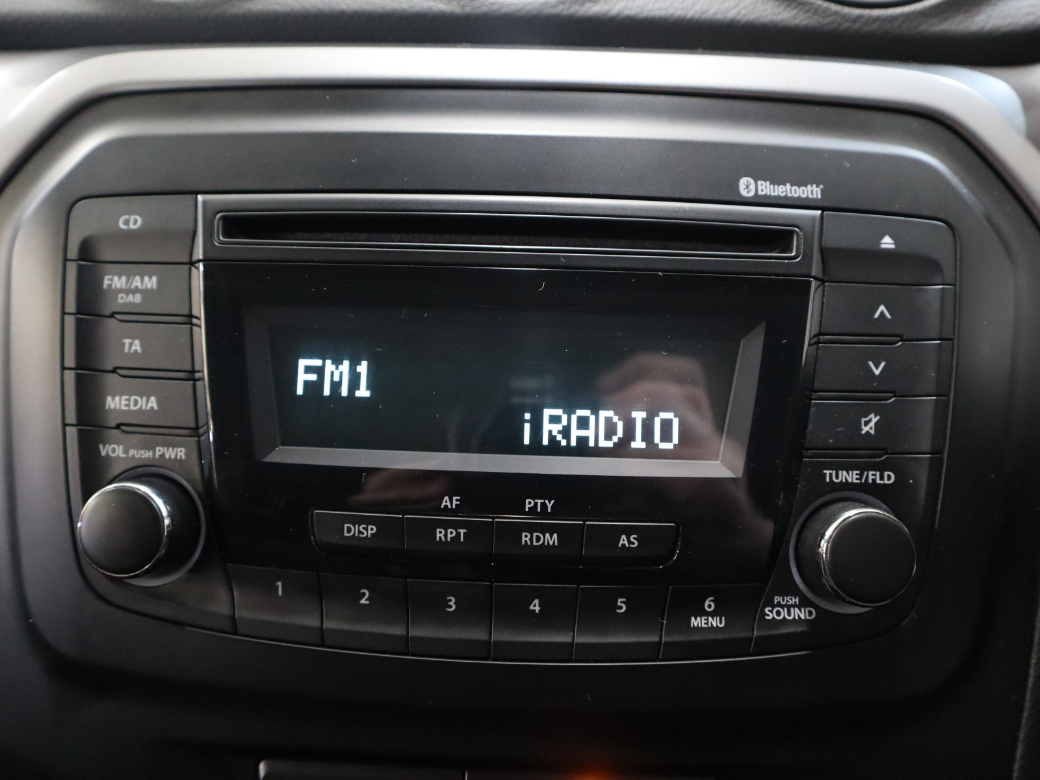 Bluetooth
CD
FM/AM
DAB
TA
MEDIA
VOL PUSH PWR
FM1
iRADIO
TUNE/FLD
AF
PTY
DISP
RPT
RDM
AS
1
2
3
4
5
6
MENU
PUSH
SOUND